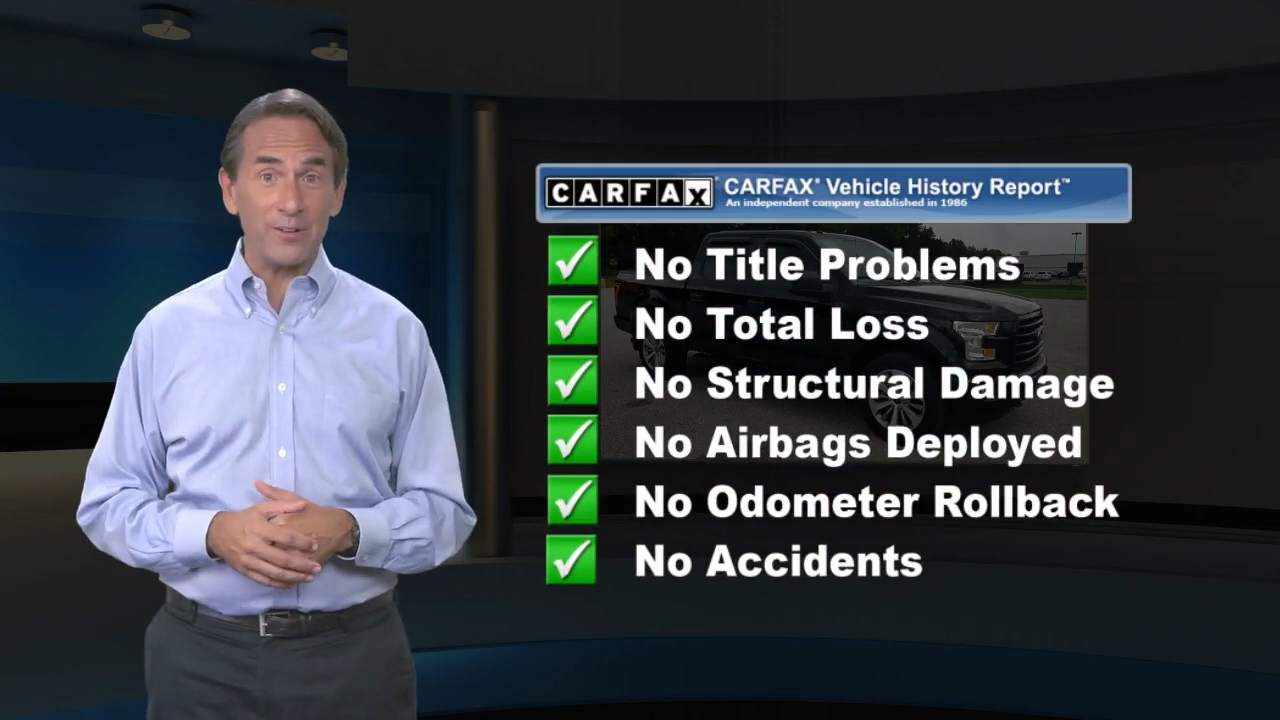 CARFAX
CARFAX® Vehicle History Report™
An independent company established in 1986
No Title Problems
No Total Loss
No Structural Damage
No Airbags Deployed
No Odometer Rollback
No Accidents